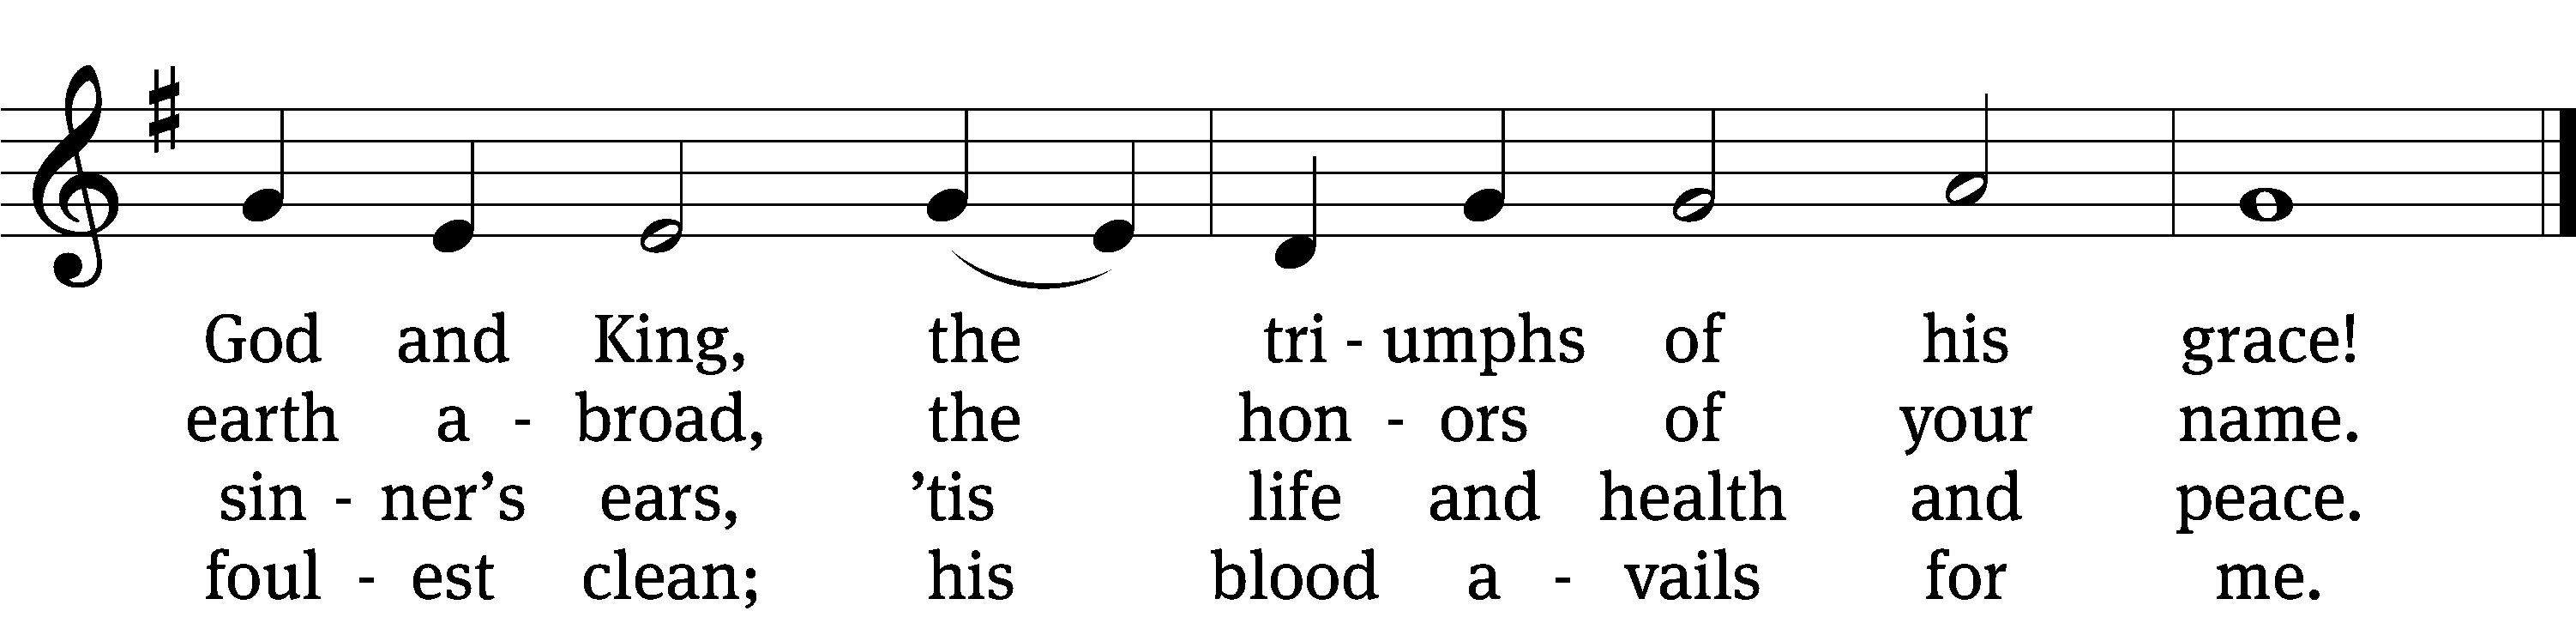 God and King, the tri - umphs of his grace!
earth a - broad, the hon - ors of your name.
sin - ner’s ears, ’tis life and health and peace.
foul - est clean; his blood a - vails for me.